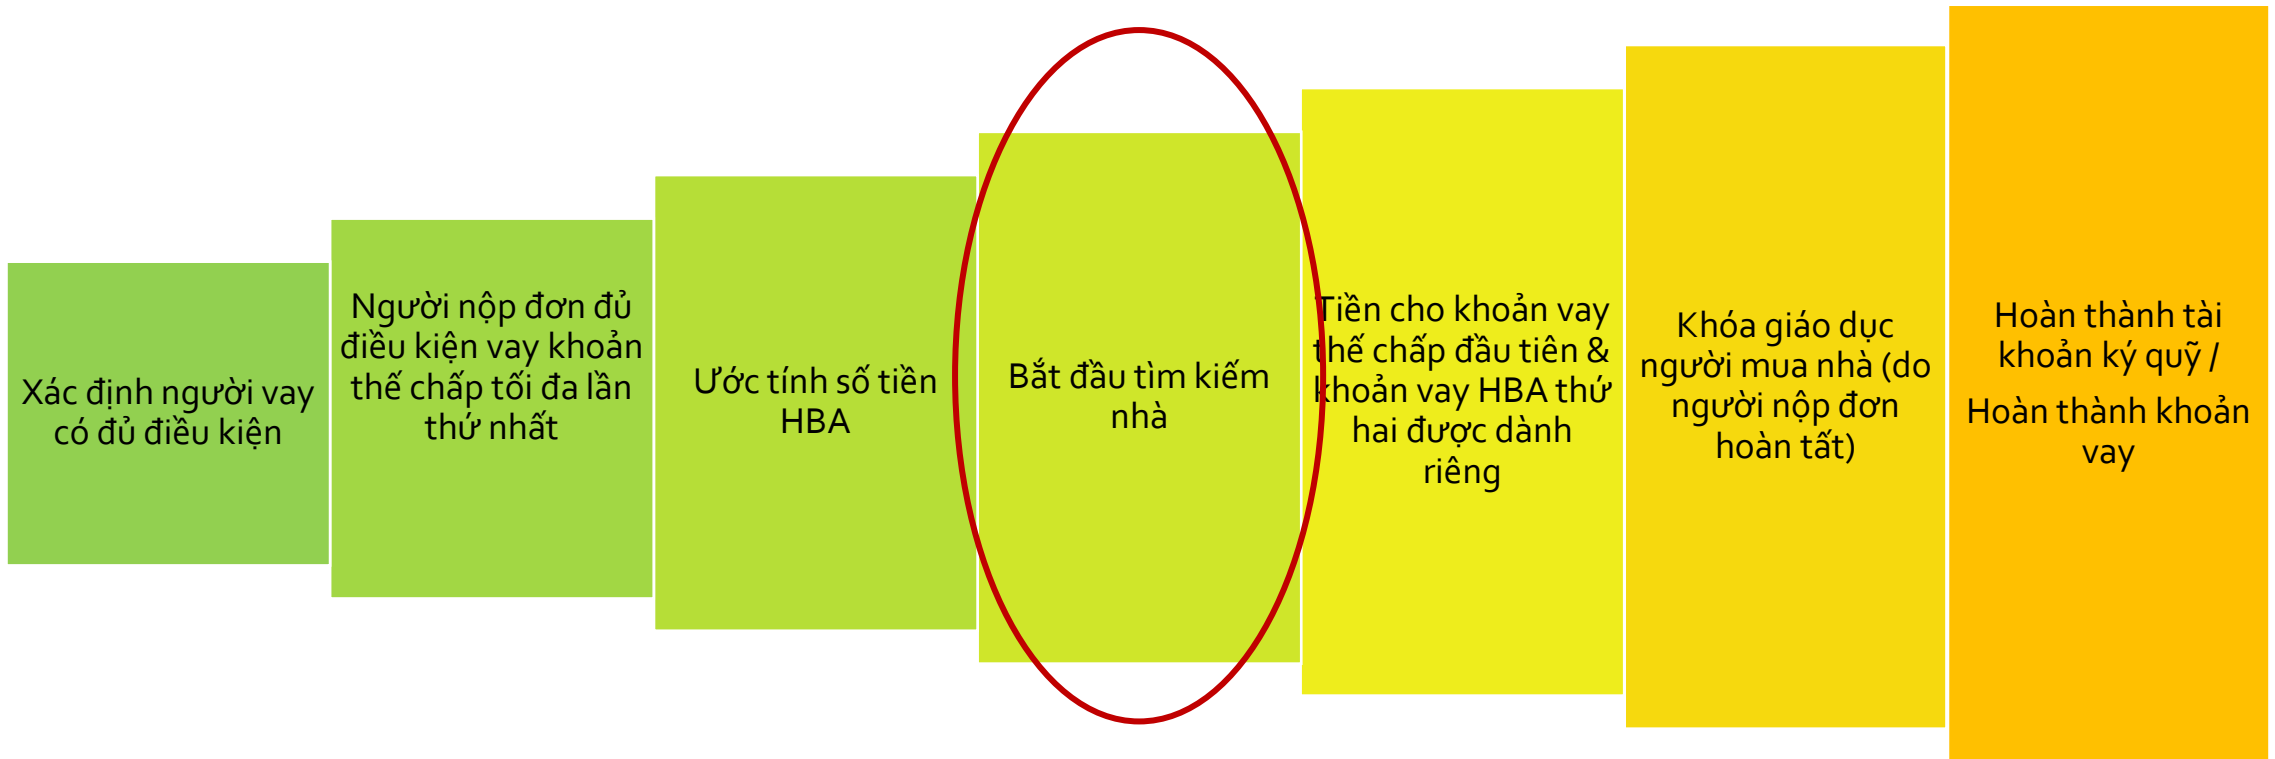 Xác định người vay
có đủ điều kiện
Người nộp đơn đủ
điều kiện vay khoản
thế chấp tối đa lần
thứ nhất
Ước tính số tiền
HBA
Bắt đầu tìm kiếm
nhà
Tiền cho khoản vay
thế chấp đầu tiên &
khoản vay HBA thứ
hai được dành
riêng
Khóa giáo dục
người mua nhà (do
người nộp đơn
hoàn tất)
Hoàn thành tài
khoản ký quỹ /
Hoàn thành khoản
vay